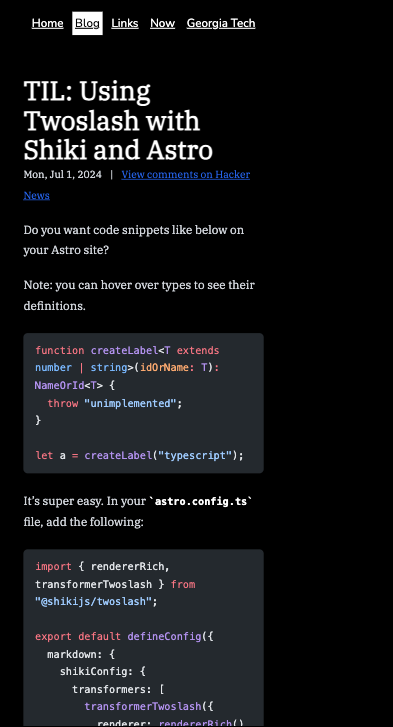 Home Blog Links Now Georgia Tech
TIL: Using
Twoslash with
Shiki and Astro
Mon, Jul 1, 2024 | View comments on Hacker
News
Do you want code snippets like below on
your Astro site?
Note: you can hover over types to see their
definitions.
function createLabel<T extends
number | string>(idOrName: T):
NameOrId<T> {
  throw "unimplemented";
}
let a = createLabel("typescript");
It’s super easy. In your `astro.config.ts`
file, add the following:
import { rendererRich,
transformerTwoslash } from
"@shikijs/twoslash";
export default defineConfig({
  markdown: {
    shikiConfig: {
      transformers: [
        transformerTwoslash({
          renderer: rendererRich()